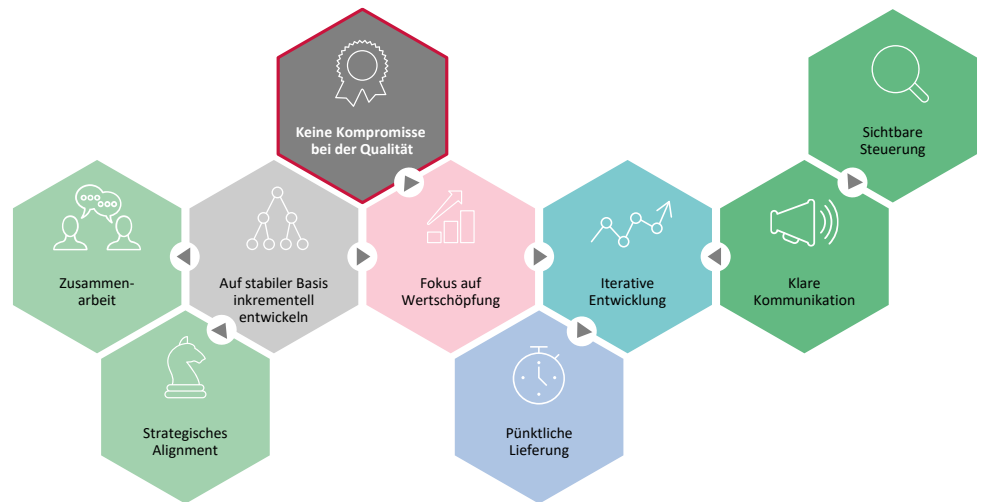 Keine Kompromisse
bei der Qualität
Sichtbare
Steuerung
Zusammen-
arbeit
Auf stabiler Basis
inkrementell
entwickeln
Fokus auf
Wertschöpfung
Iterative
Entwicklung
Klare
Kommunikation
Strategisches
Alignment
Pünktliche
Lieferung